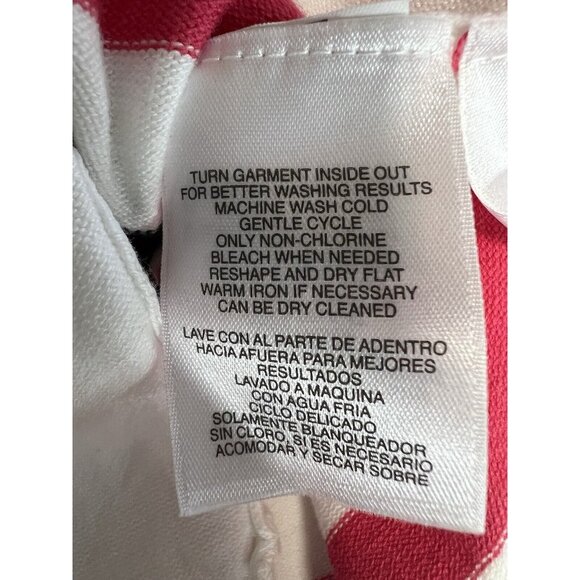 TURN GARMENT INSIDE OUT
FOR BETTER WASHING RESULTS
MACHINE WASH COLD
GENTLE CYCLE
ONLY NON-CHLORINE
BLEACH WHEN NEEDED
RESHAPE AND DRY FLAT
WARM IRON IF NECESSARY
CAN BE DRY CLEANED
LAVE CON AL PARTE DE ADENTRO
HACIA AFUERA PARA MEJORES
RESULTADOS
LAVADO A MAQUINA
CON AGUA FRIA
CICLO DELICADO
SOLAMENTE BLANQUEADOR
SIN CLORO, SI ES NECESARIO
ACOMODAR Y SECAR SOBRE